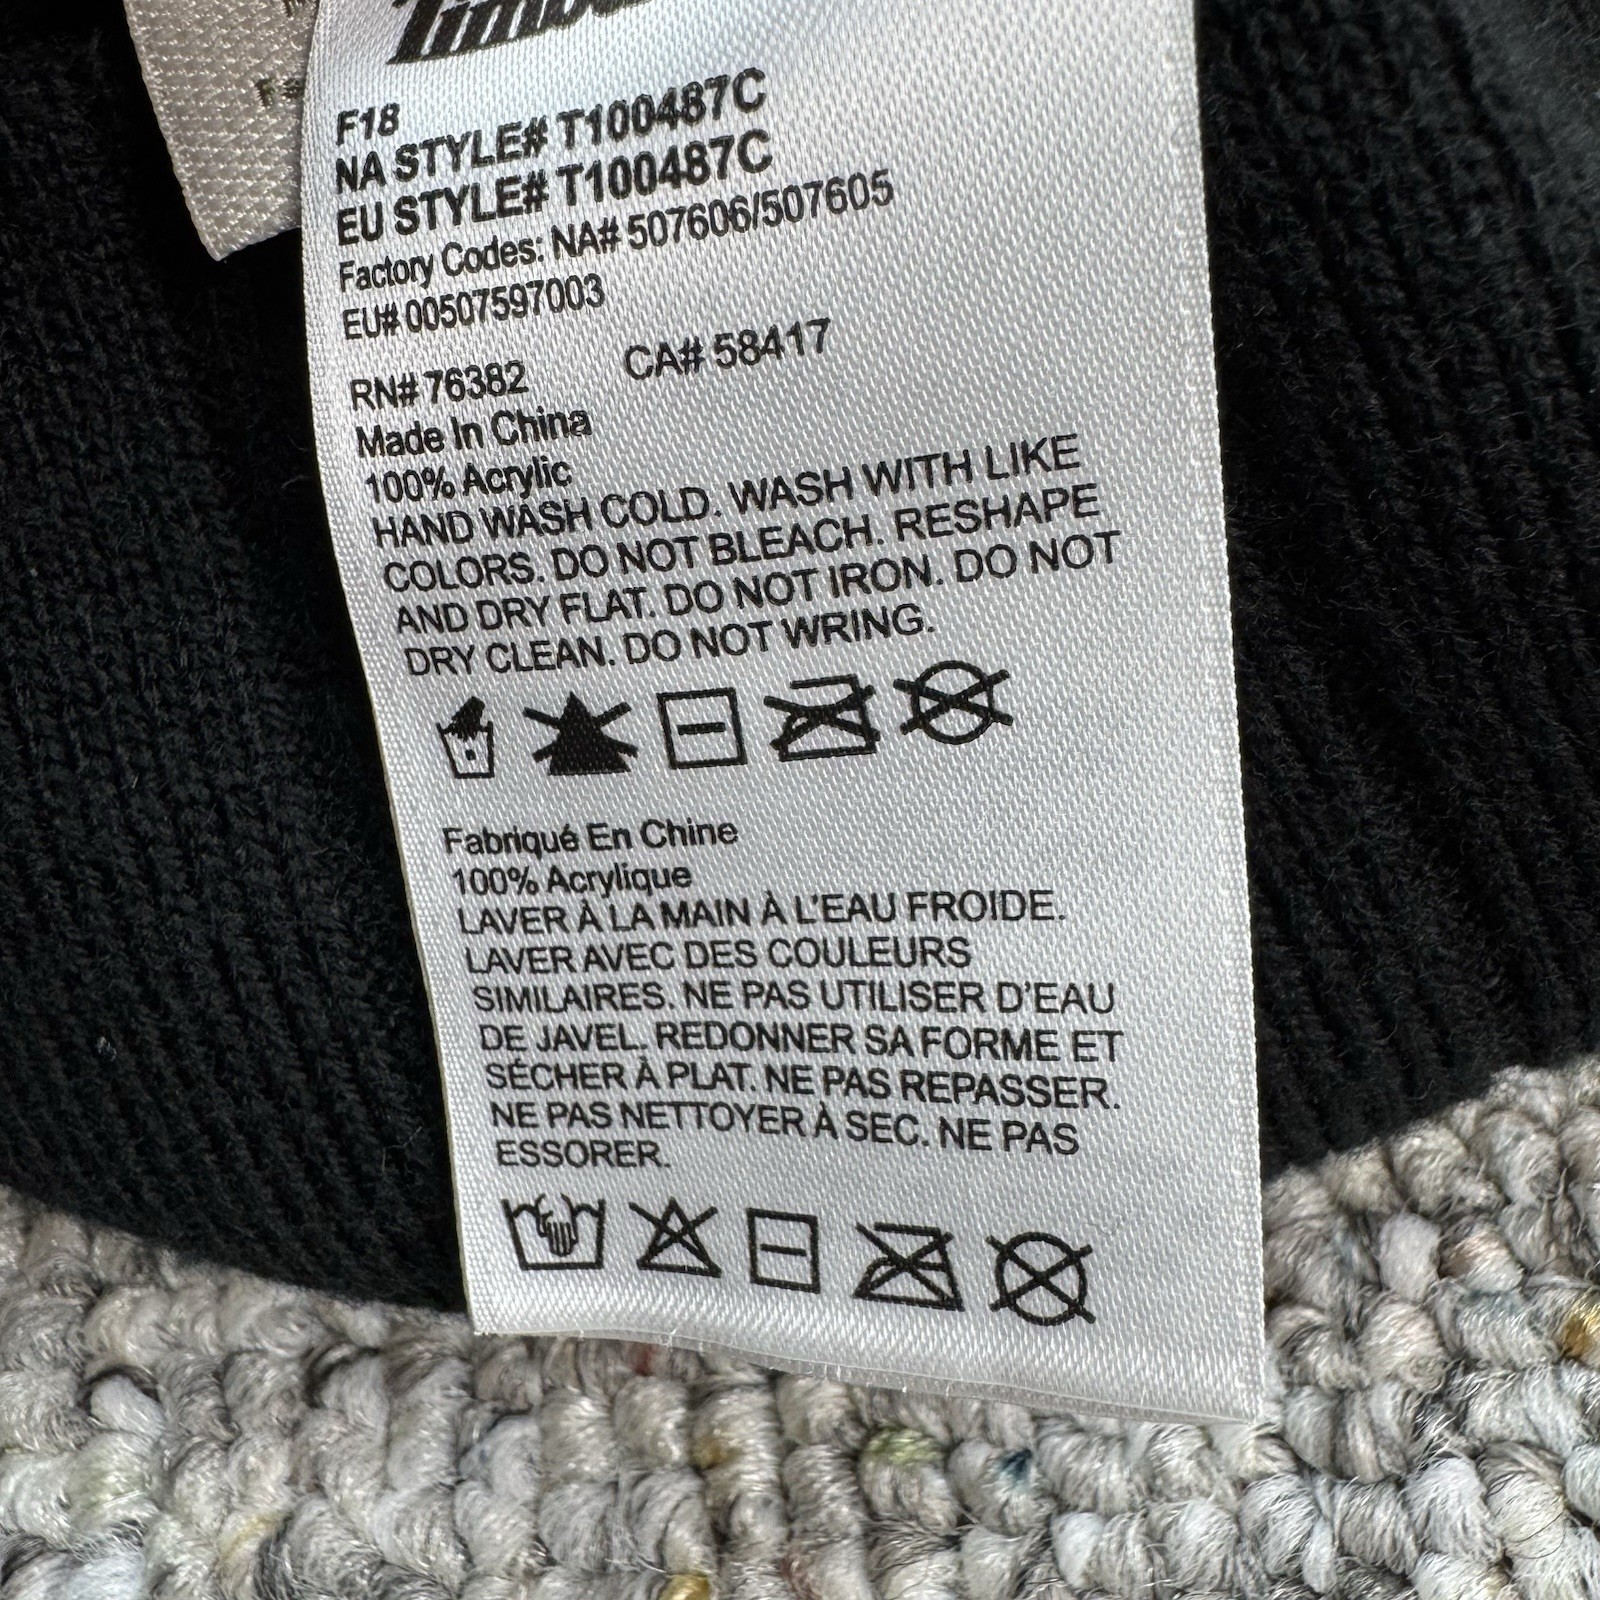 F18
NA STYLE# T100487C
EU STYLE# T100487C
Factory Codes: NA# 507606/507605
EU# 00507597003
RN# 76382 CA# 58417
Made In China
100% Acrylic
HAND WASH COLD. WASH WITH LIKE
COLORS. DO NOT BLEACH. RESHAPE
AND DRY FLAT. DO NOT IRON. DO NOT
DRY CLEAN. DO NOT WRING.
Fabriqué En Chine
100% Acrylique
LAVER À LA MAIN À L'EAU FROIDE.
LAVER AVEC DES COULEURS
SIMILAIRES. NE PAS UTILISER D'EAU
DE JAVEL. REDONNER SA FORME ET
SÉCHER À PLAT. NE PAS REPASSER.
NE PAS NETTOYER À SEC. NE PAS
ESSORER.